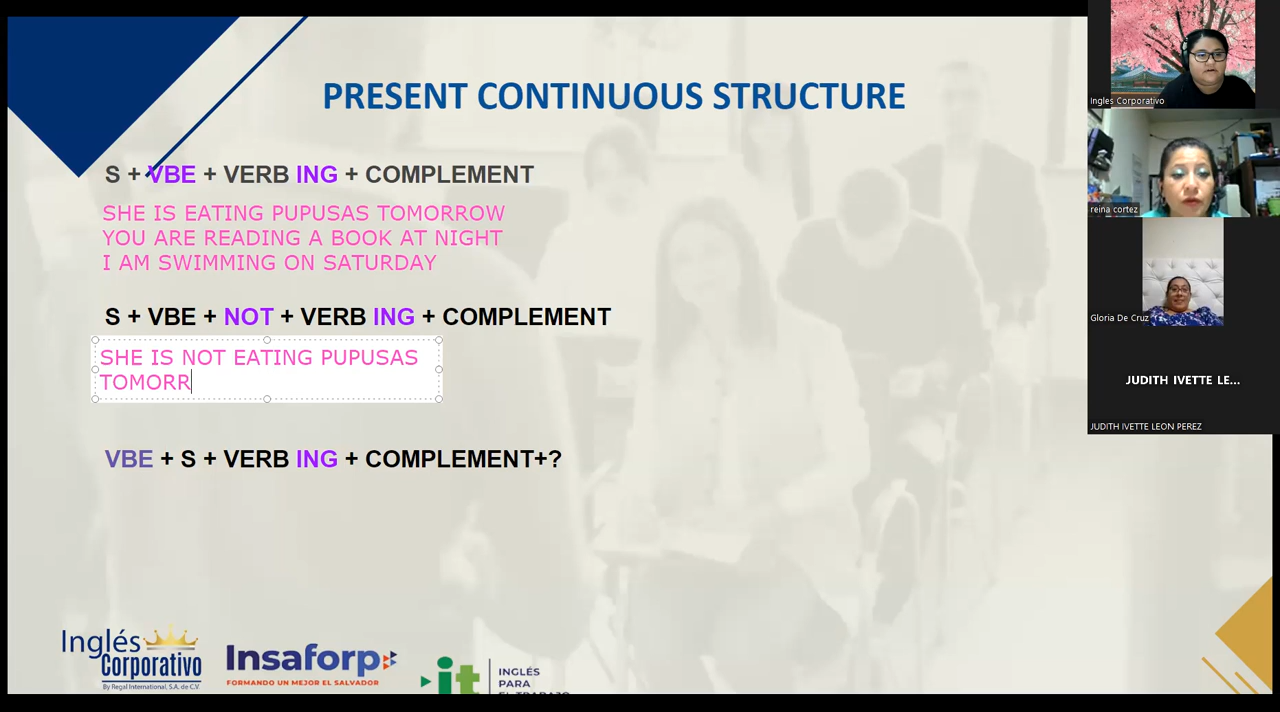 PRESENT CONTINUOUS STRUCTURE
S + VBE + VERB ING + COMPLEMENT
SHE IS EATING PUPUSAS TOMORROW
YOU ARE READING A BOOK AT NIGHT
I AM SWIMMING ON SATURDAY
S + VBE + NOT + VERB ING + COMPLEMENT
SHE IS NOT EATING PUPUSAS
TOMORR
VBE + S + VERB ING + COMPLEMENT+?
Inglés
Corporativo
By Regal International, S.A. de C.V.
Insaforp
FORMANDO UN MEJOR EL SALVADOR
it
INGLÉS
PARA
EL TRABAJO
Ingles Corporativo
reina cortez
Gloria De Cruz
JUDITH IVETTE LE...
JUDITH IVETTE LEON PEREZ